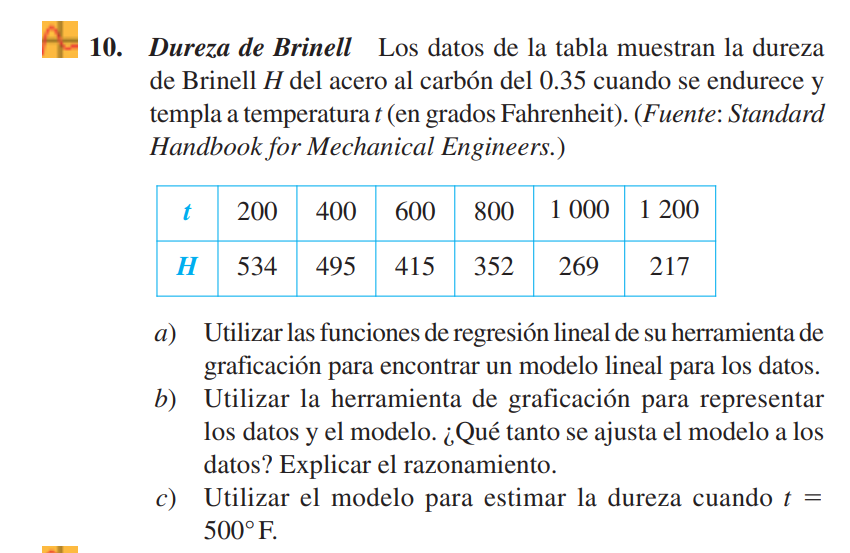 10. Dureza de Brinell Los datos de la tabla muestran la dureza
de Brinell H del acero al carbón del 0.35 cuando se endurece y
templa a temperatura t (en grados Fahrenheit). (Fuente: Standard
Handbook for Mechanical Engineers.)
t 200 400 600 800 1 000 1 200
H 534 495 415 352 269 217
a) Utilizar las funciones de regresión lineal de su herramienta de
graficación para encontrar un modelo lineal para los datos.
b) Utilizar la herramienta de graficación para representar
los datos y el modelo. ¿Qué tanto se ajusta el modelo a los
datos? Explicar el razonamiento.
c) Utilizar el modelo para estimar la dureza cuando t =
500° F.